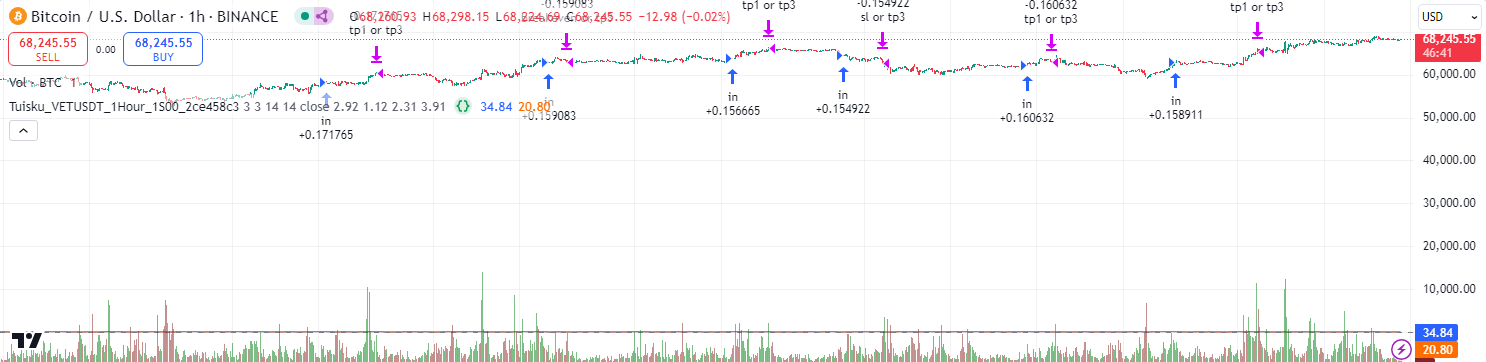 Bitcoin / U.S. Dollar · 1h · BINANCE
O68,260.93 H68,298.15 L68,224.69 C68,245.55 −12.98 (−0.02%)
USD
68,245.55
SELL
0.00
68,245.55
BUY
Vol · BTC 1
Tuisku_VETUSDT_1Hour_1S00_2ce458c3 3 3 14 14 close 2.92 1.12 2.31 3.91 {} 34.84 20.80
tp1 or tp3
-0.159083
tp1 or tp3
-0.154922
sl or tp3
-0.160632
tp1 or tp3
tp1 or tp3
in
+0.171765
in
+0.159083
in
+0.156665
in
+0.154922
in
+0.160632
in
+0.158911
68,245.55
46:41
60,000.00
50,000.00
40,000.00
30,000.00
20,000.00
10,000.00
34.84
20.80